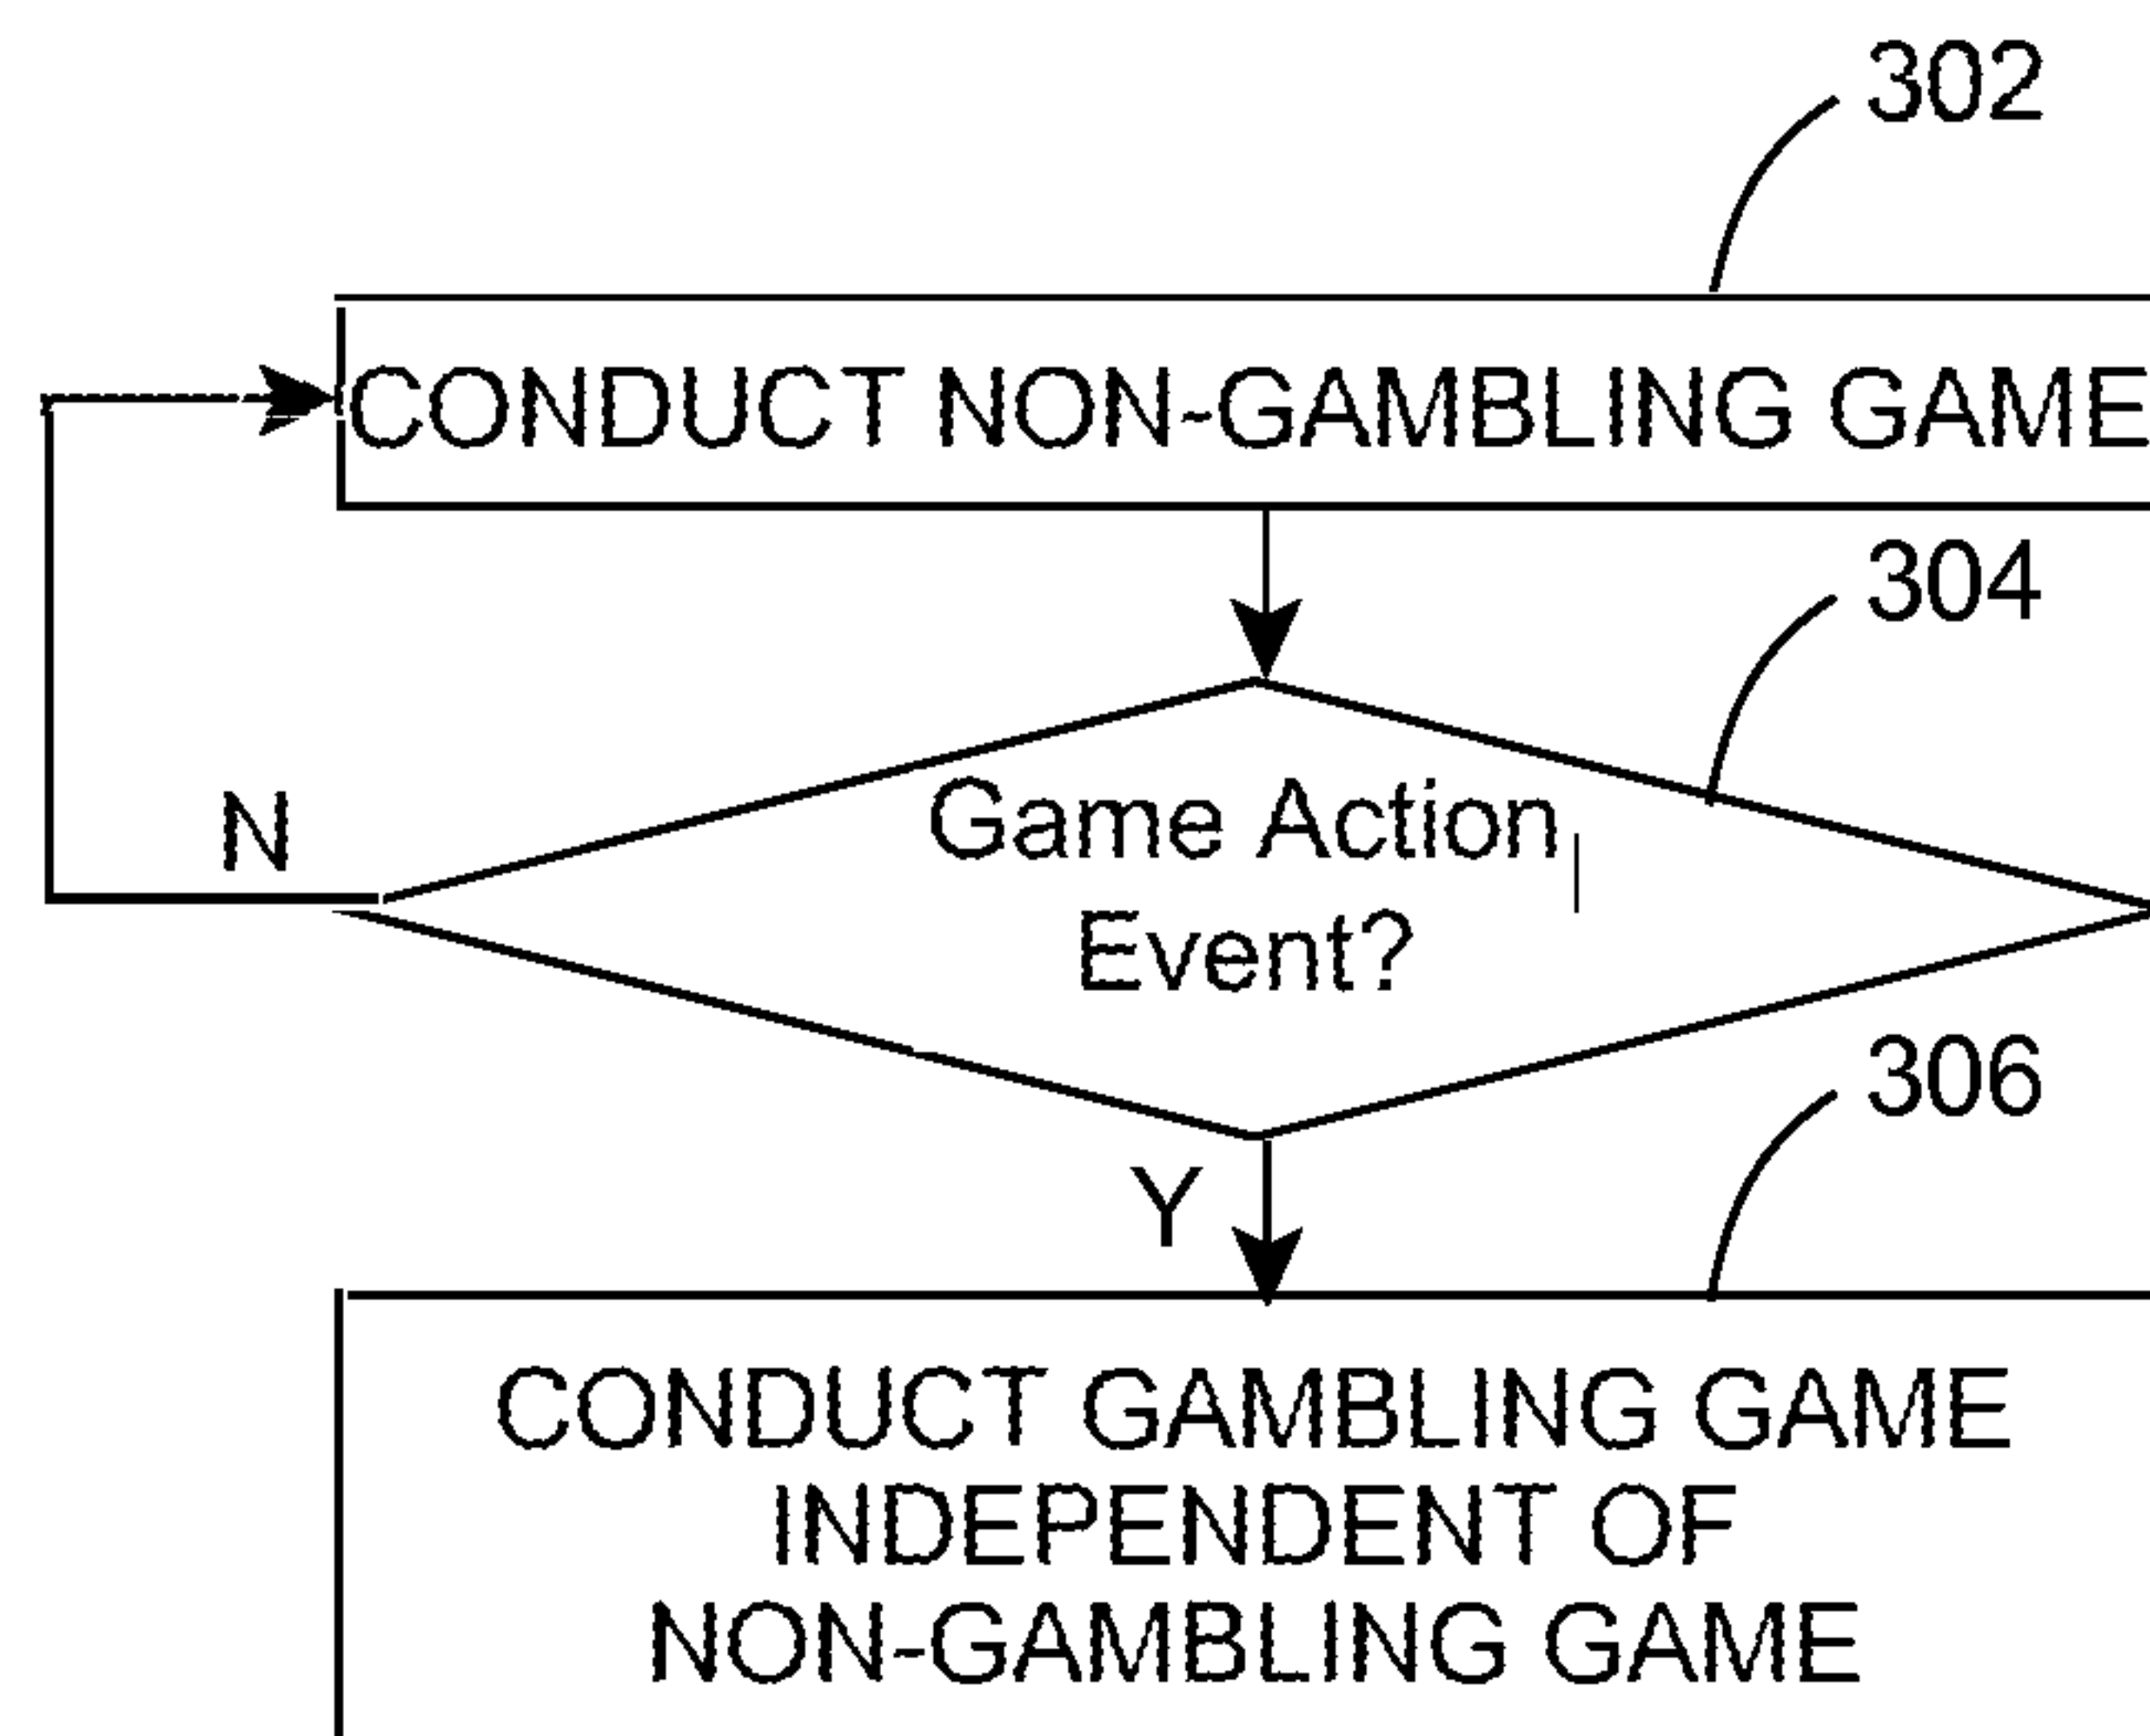 302
CONDUCT NON-GAMBLING GAME
304
Game Action
Event?
N
306
Y
CONDUCT GAMBLING GAME
INDEPENDENT OF
NON-GAMBLING GAME